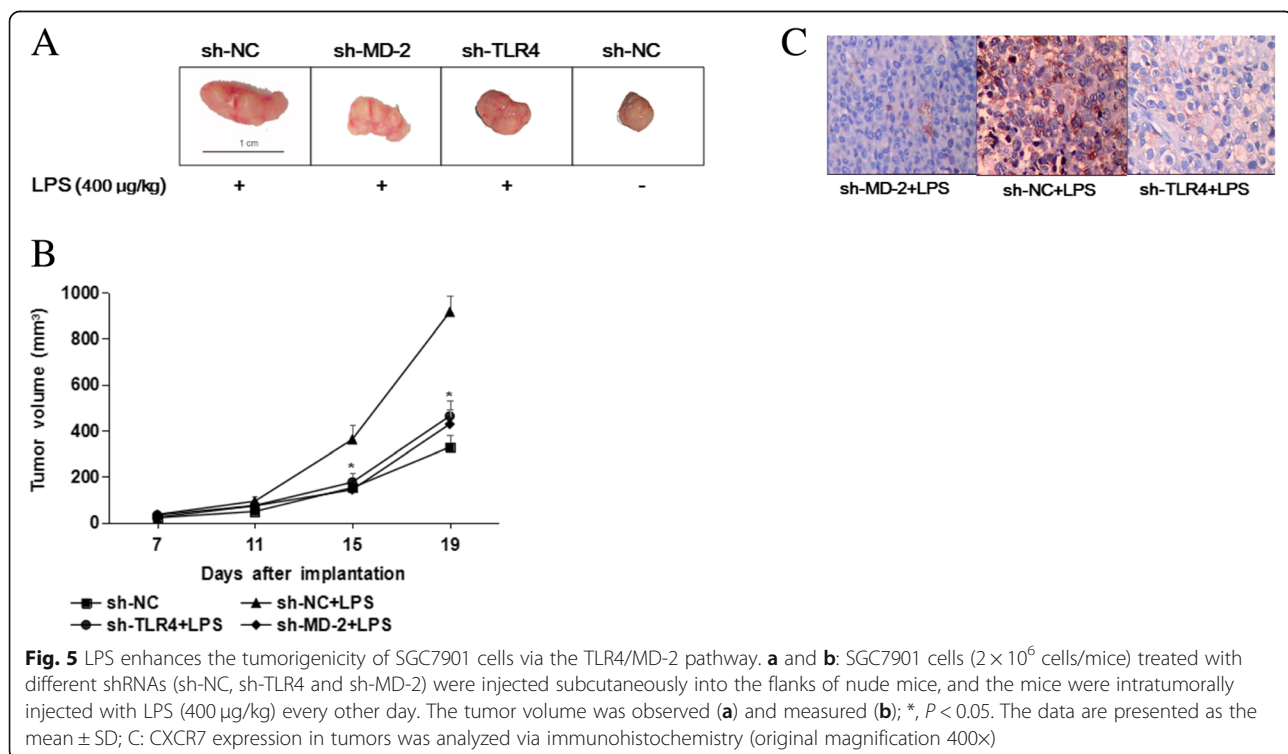 A
sh-NC sh-MD-2 sh-TLR4 sh-NC
1 cm
LPS (400 µg/kg) + + + -
C
sh-MD-2+LPS sh-NC+LPS sh-TLR4+LPS
B
Tumor volume (mm³)
1000
800
600
400
200
0
*
*
7 11 15 19
Days after implantation
sh-NC sh-NC+LPS
sh-TLR4+LPS sh-MD-2+LPS
Fig. 5 LPS enhances the tumorigenicity of SGC7901 cells via the TLR4/MD-2 pathway. a and b: SGC7901 cells (2 × 10⁶ cells/mice) treated with
different shRNAs (sh-NC, sh-TLR4 and sh-MD-2) were injected subcutaneously into the flanks of nude mice, and the mice were intratumorally
injected with LPS (400 µg/kg) every other day. The tumor volume was observed (a) and measured (b); *, P < 0.05. The data are presented as the
mean ± SD; C: CXCR7 expression in tumors was analyzed via immunohistochemistry (original magnification 400×)